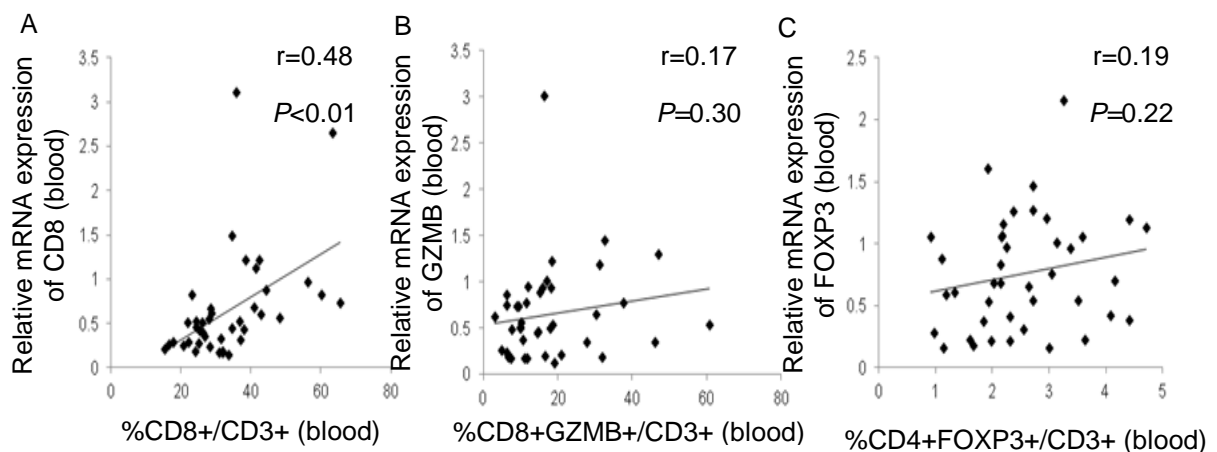 A
r=0.48
P<0.01
Relative mRNA expression
of CD8 (blood)
3.5
3
2.5
2
1.5
1
0.5
0
0
20
40
60
80
%CD8+/CD3+ (blood)
B
r=0.17
P=0.30
Relative mRNA expression
of GZMB (blood)
3.5
3
2.5
2
1.5
1
0.5
0
0
20
40
60
80
%CD8+GZMB+/CD3+ (blood)
C
r=0.19
P=0.22
Relative mRNA expression
of FOXP3 (blood)
2.5
2
1.5
1
0.5
0
0
1
2
3
4
5
%CD4+FOXP3+/CD3+ (blood)